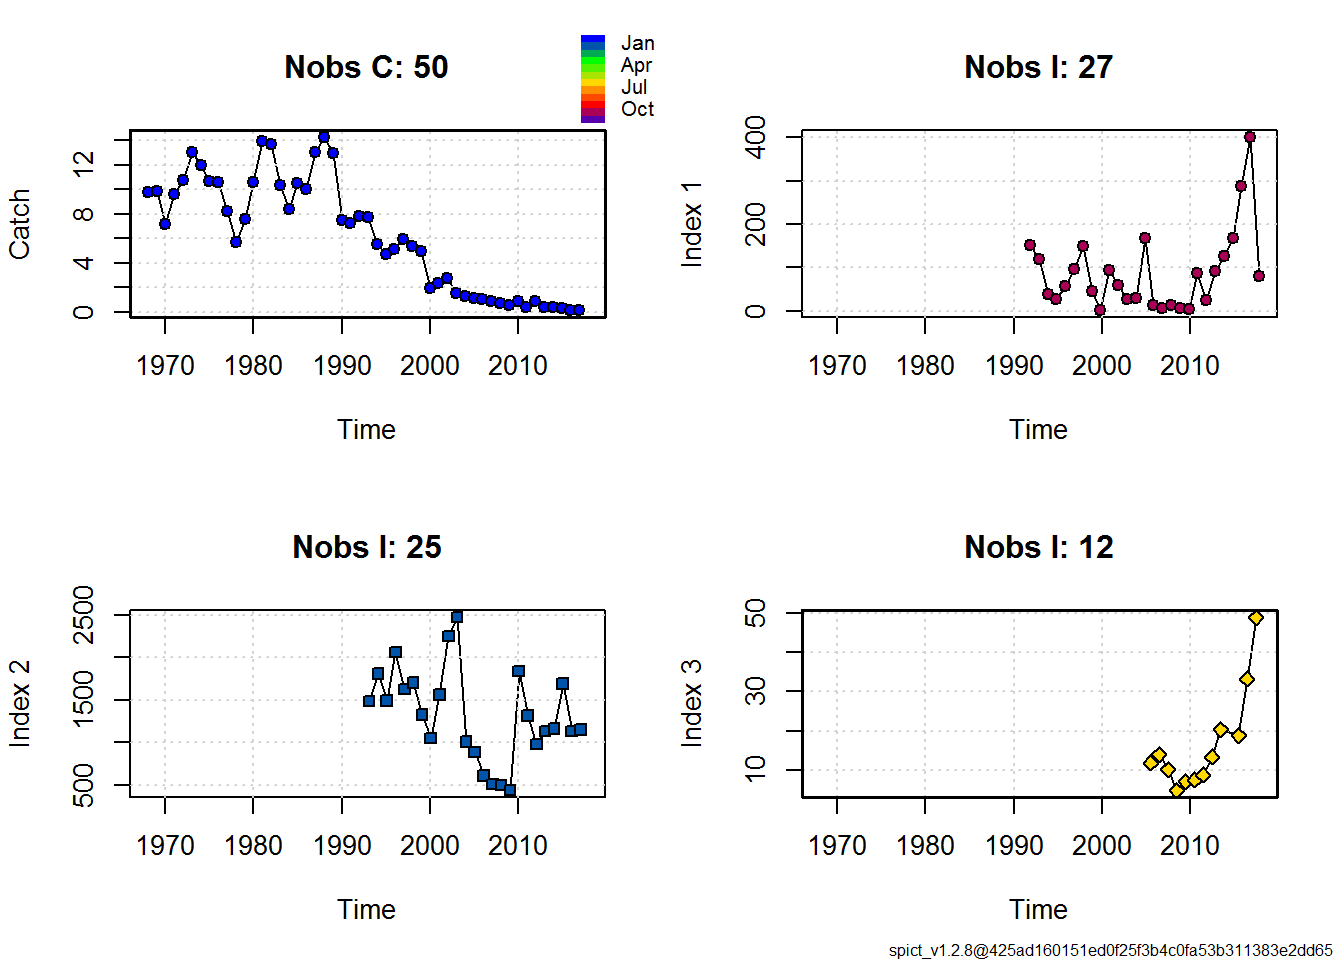 Nobs C: 50
Jan
Apr
Jul
Oct
Catch
0 4 8 12
1970 1980 1990 2000 2010
Time
Nobs I: 27
Index 1
0 200 400
1970 1980 1990 2000 2010
Time
Nobs I: 25
Index 2
500 1500 2500
1970 1980 1990 2000 2010
Time
Nobs I: 12
Index 3
10 30 50
1970 1980 1990 2000 2010
Time
spict_v1.2.8@425ad160151ed0f25f3b4c0fa53b311383e2dd65